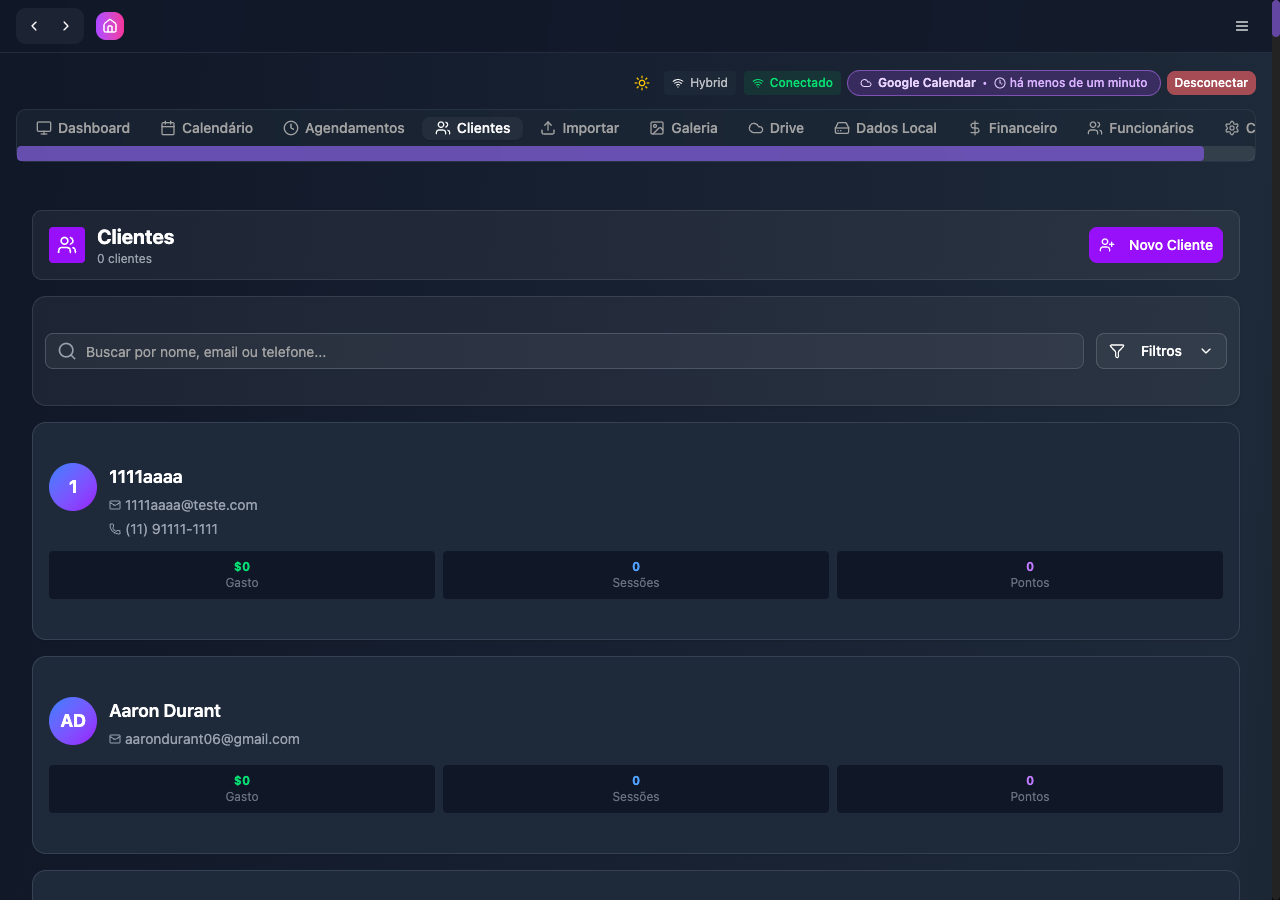 Hybrid
Conectado
Google Calendar • há menos de um minuto
Desconectar
Dashboard
Calendário
Agendamentos
Clientes
Importar
Galeria
Drive
Dados Local
Financeiro
Funcionários
C
Clientes
0 clientes
Novo Cliente
Buscar por nome, email ou telefone...
Filtros
1
1111aaaa
1111aaaa@teste.com
(11) 91111-1111
$0
Gasto
0
Sessões
0
Pontos
AD
Aaron Durant
aarondurant06@gmail.com
$0
Gasto
0
Sessões
0
Pontos